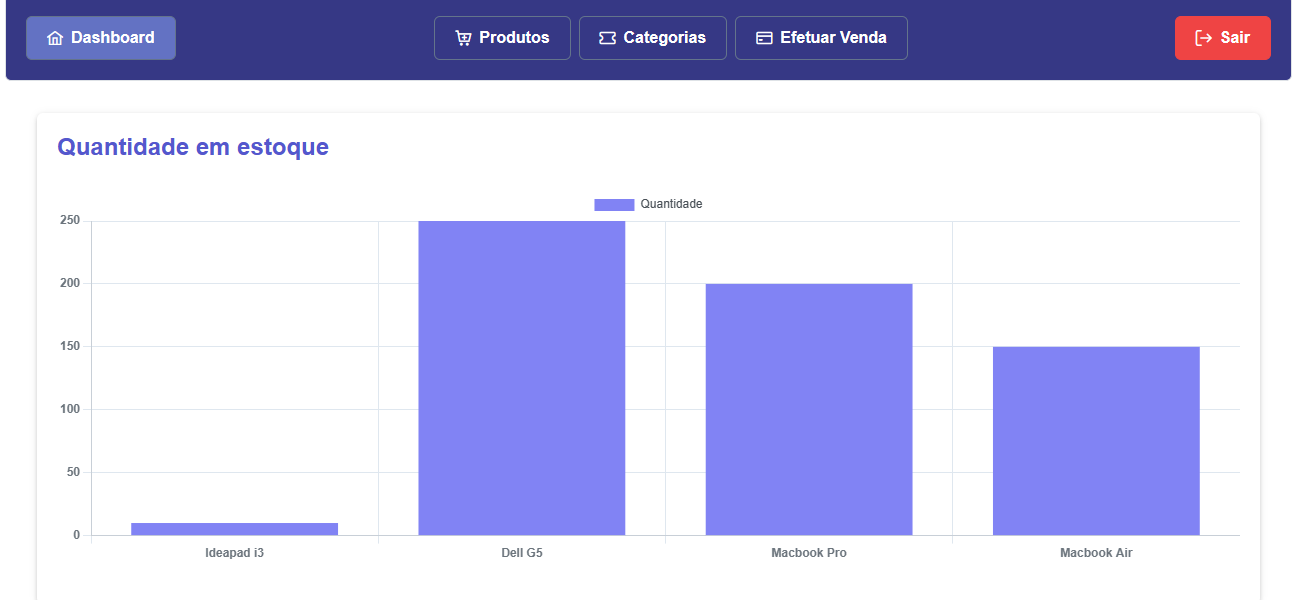 Dashboard
Produtos
Categorias
Efetuar Venda
Sair
Quantidade em estoque
Quantidade
250
200
150
100
50
0
Ideapad i3
Dell G5
Macbook Pro
Macbook Air